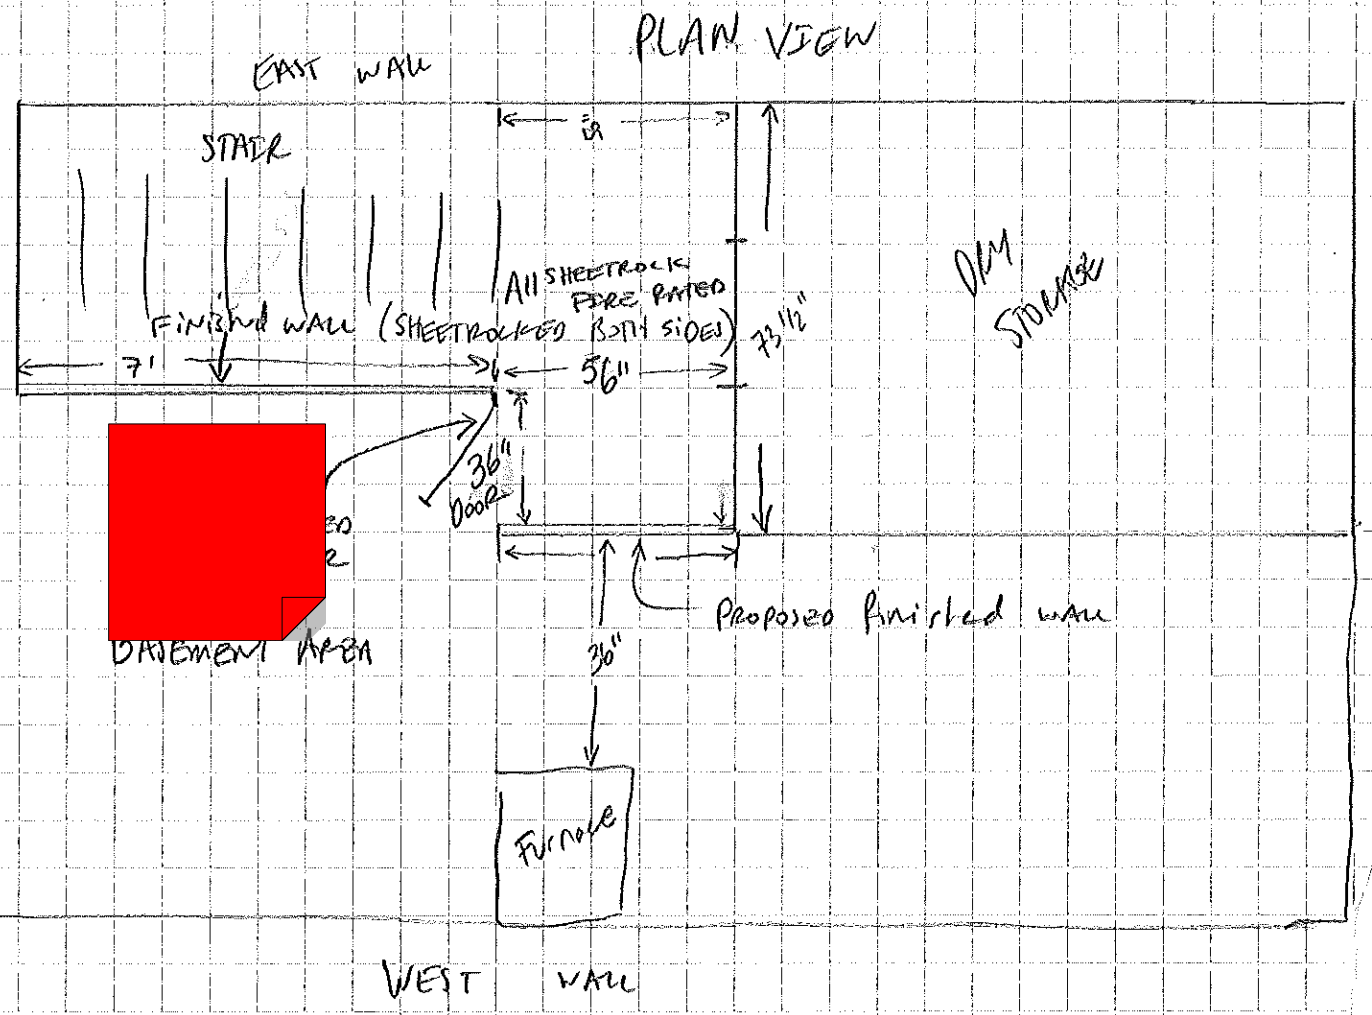 PLAN VIEW
EAST WALL
STAIR
All SHEETROCK
FIRE RATED
FINISHED WALL (SHEETROCKED BOTH SIDES)
7'
56"
73 1/2"
DRY
STORAGE
36"
DOOR
BASEMENT AREA
PROPOSED finished WALL
36"
Furnace
WEST WALL